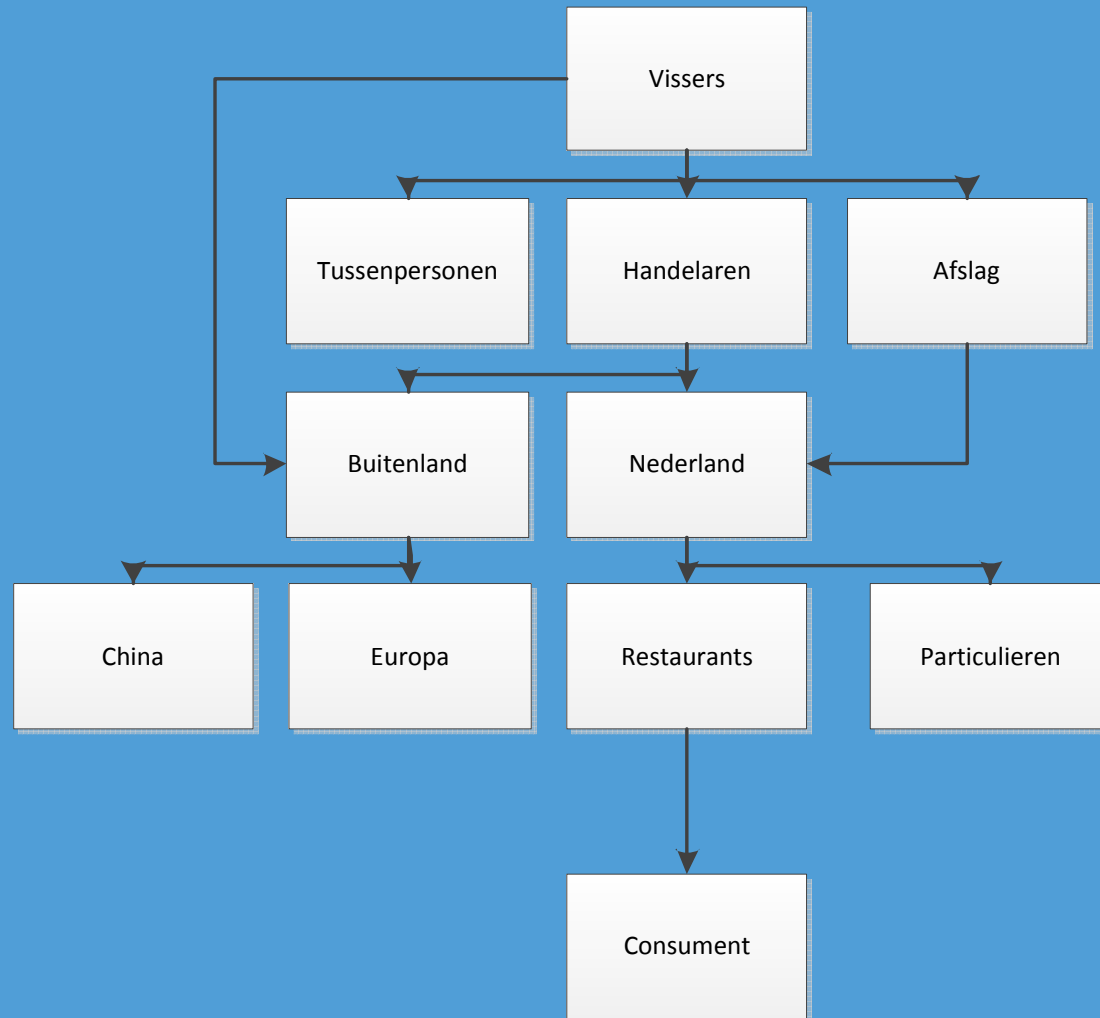 Vissers
Tussenpersonen
Handelaren
Afslag
Buitenland
Nederland
China
Europa
Restaurants
Particulieren
Consument